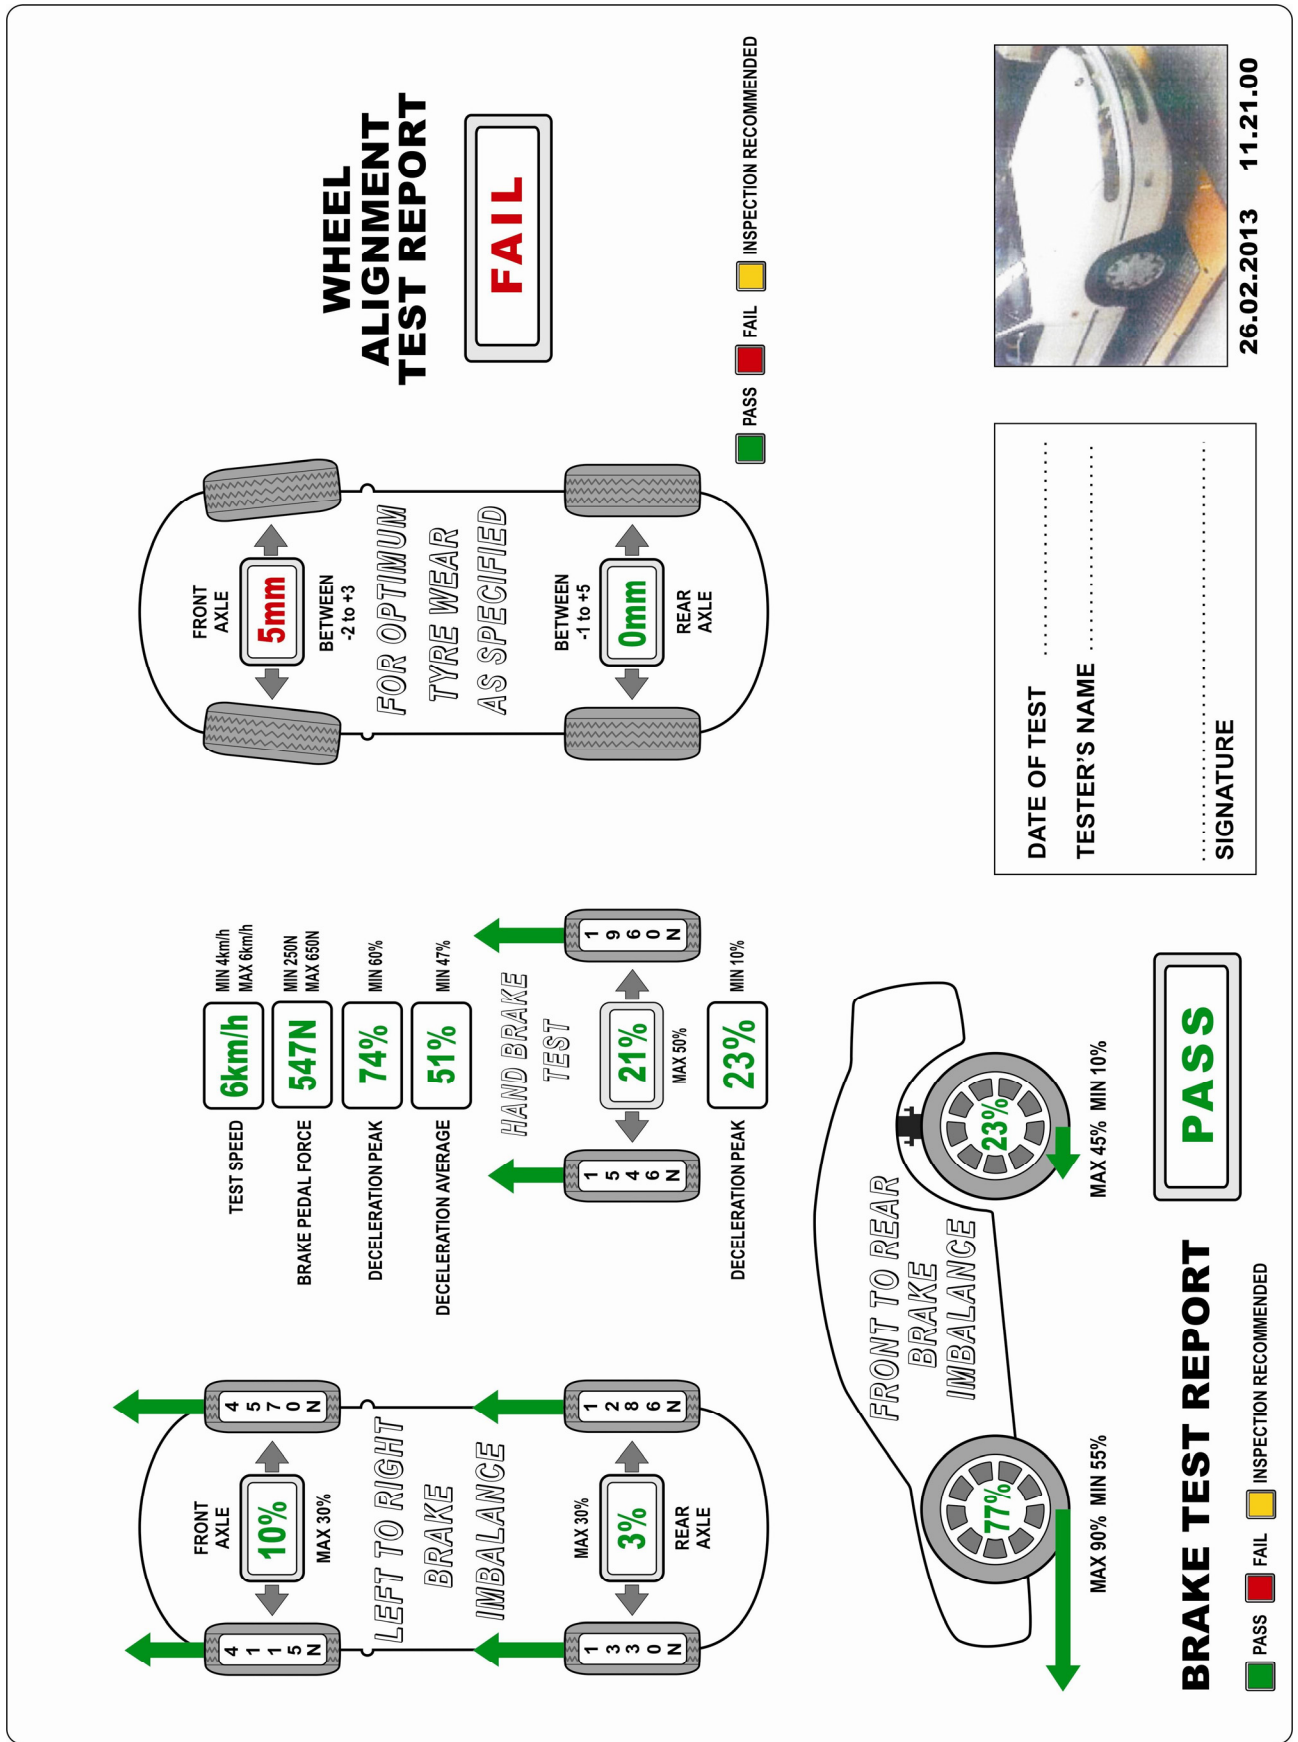 FRONT
AXLE
10%
MAX 30%
4115N
4570N
LEFT TO RIGHT
BRAKE
IMBALANCE
MAX 30%
3%
REAR
AXLE
1330N
1286N
TEST SPEED
6km/h
MIN 4km/h
MAX 6km/h
BRAKE PEDAL FORCE
547N
MIN 250N
MAX 650N
DECELERATION PEAK
74%
MIN 60%
DECELERATION AVERAGE
51%
MIN 47%
HAND BRAKE
TEST
1546N
21%
1960N
MAX 50%
DECELERATION PEAK
23%
MIN 10%
FRONT
AXLE
5mm
BETWEEN
-2 to +3
FOR OPTIMUM
TYRE WEAR
AS SPECIFIED
BETWEEN
-1 to +5
0mm
REAR
AXLE
WHEEL
ALIGNMENT
TEST REPORT
FAIL
PASS FAIL INSPECTION RECOMMENDED
FRONT TO REAR
BRAKE
IMBALANCE
77%
23%
MAX 90% MIN 55%
MAX 45% MIN 10%
BRAKE TEST REPORT
PASS
PASS FAIL INSPECTION RECOMMENDED
DATE OF TEST ..............................
TESTER'S NAME ..............................
............................................................
SIGNATURE
26.02.2013 11.21.00